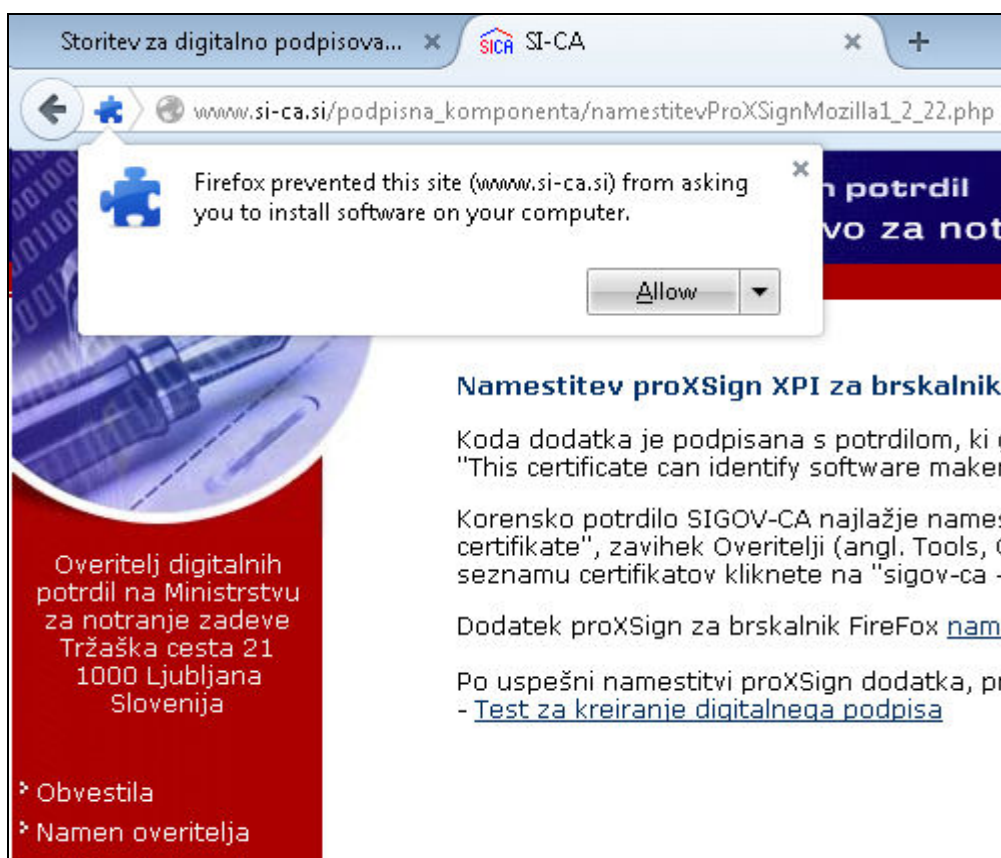 Storitev za digitalno podpisova...
SICA SI-CA
www.si-ca.si/podpisna_komponenta/namestitevProXSignMozilla1_2_22.php
Firefox prevented this site (www.si-ca.si) from asking
you to install software on your computer.
Allow
potrdil
vo za not
Namestitev proXSign XPI za brskalnik
Koda dodatka je podpisana s potrdilom, ki
"This certificate can identify software maker
Korensko potrdilo SIGOV-CA najlažje names
certifikate", zavihek Overitelji (angl. Tools,
seznamu certifikatov kliknete na "sigov-ca -
Dodatek proXSign za brskalnik FireFox nam
Po uspešni namestitvi proXSign dodatka, pr
- Test za kreiranje digitalnega podpisa
Overitelj digitalnih
potrdil na Ministrstvu
za notranje zadeve
Tržaška cesta 21
1000 Ljubljana
Slovenija
Obvestila
Namen overitelja